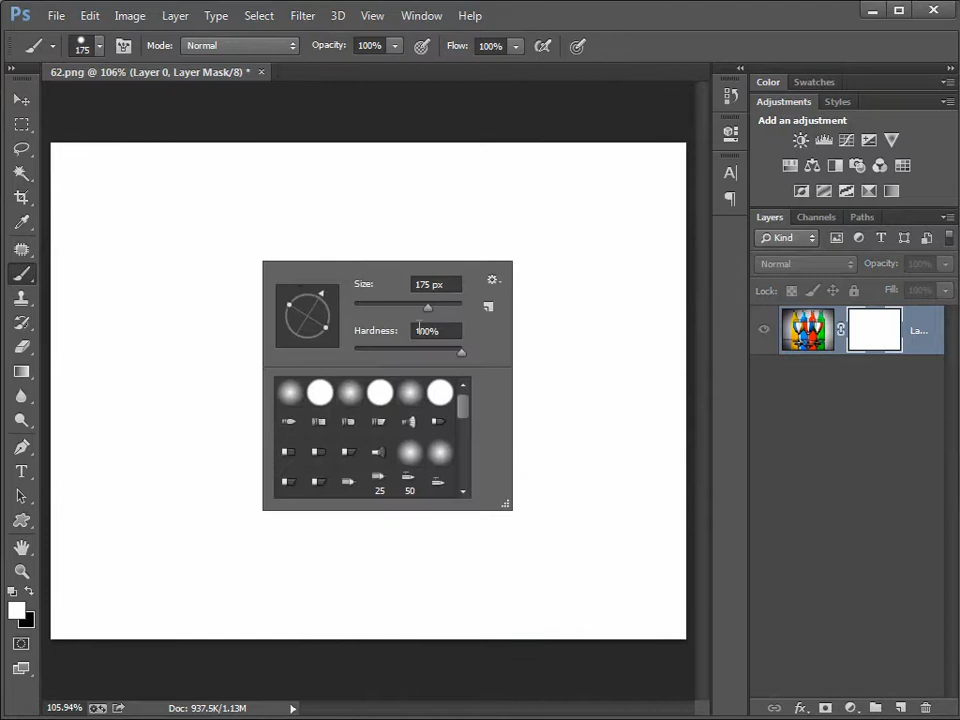 Ps File Edit Image Layer Type Select Filter 3D View Window Help
175 Mode: Normal Opacity: 100% Flow: 100%
62.png @ 106% (Layer 0, Layer Mask/8) * ×
Color Swatches
Adjustments Styles
Add an adjustment
Layers Channels Paths
Kind
Normal Opacity: 100%
Lock: Fill: 100%
La...
Size: 175 px
Hardness: 100%
25 50
105.94% Doc: 937.5K/1.13M